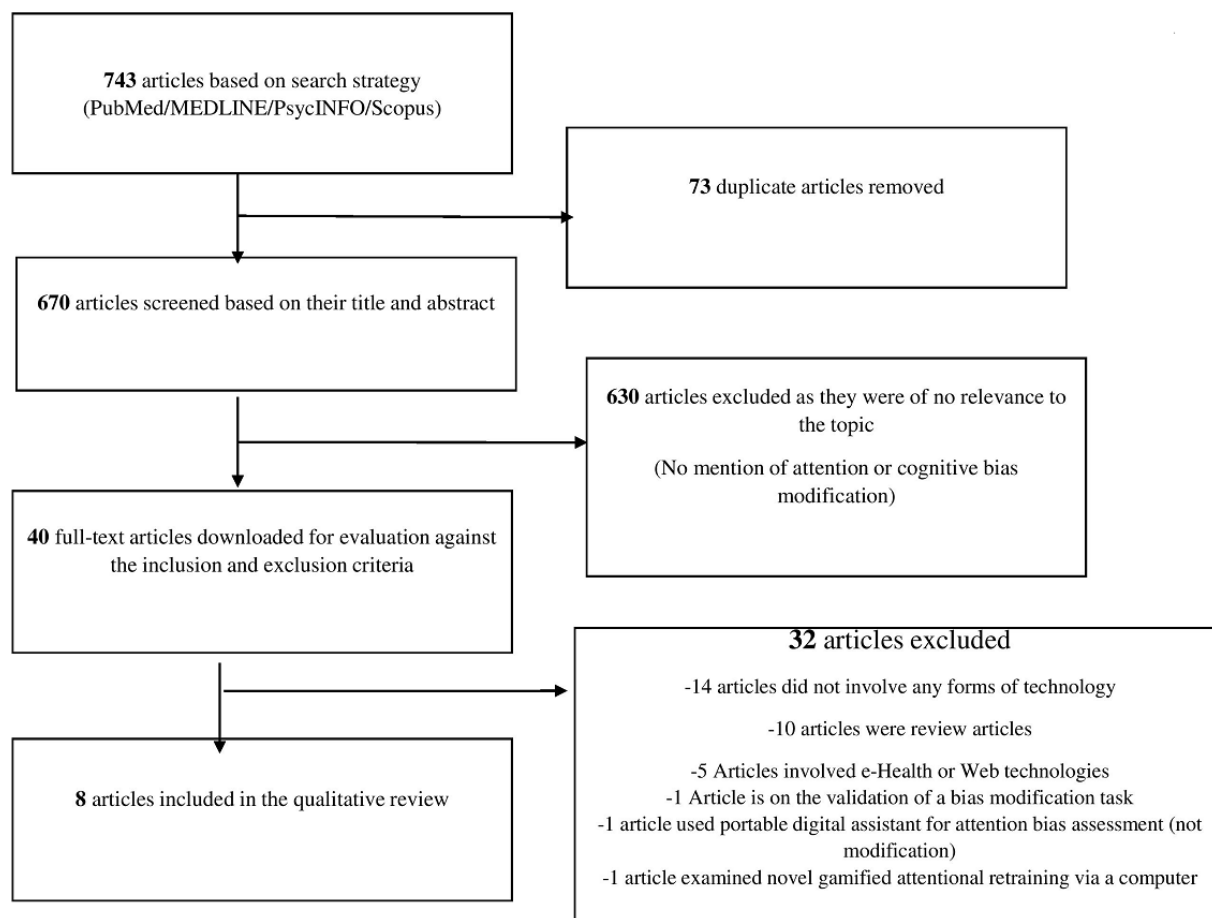 743 articles based on search strategy
(PubMed/MEDLINE/PsycINFO/Scopus)
73 duplicate articles removed
670 articles screened based on their title and abstract
630 articles excluded as they were of no relevance to
the topic
(No mention of attention or cognitive bias
modification)
40 full-text articles downloaded for evaluation against
the inclusion and exclusion criteria
32 articles excluded
-14 articles did not involve any forms of technology
-10 articles were review articles
-5 Articles involved e-Health or Web technologies
-1 Article is on the validation of a bias modification task
-1 article used portable digital assistant for attention bias assessment (not
modification)
-1 article examined novel gamified attentional retraining via a computer
8 articles included in the qualitative review